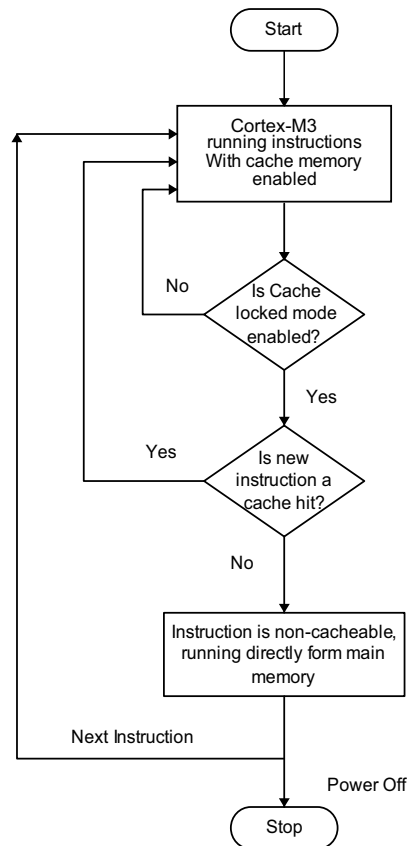 Start
Cortex-M3
running instructions
With cache memory
enabled
No
Is Cache
locked mode
enabled?
Yes
Yes
Is new
instruction a
cache hit?
No
Instruction is non-cacheable,
running directly form main
memory
Next Instruction
Power Off
Stop